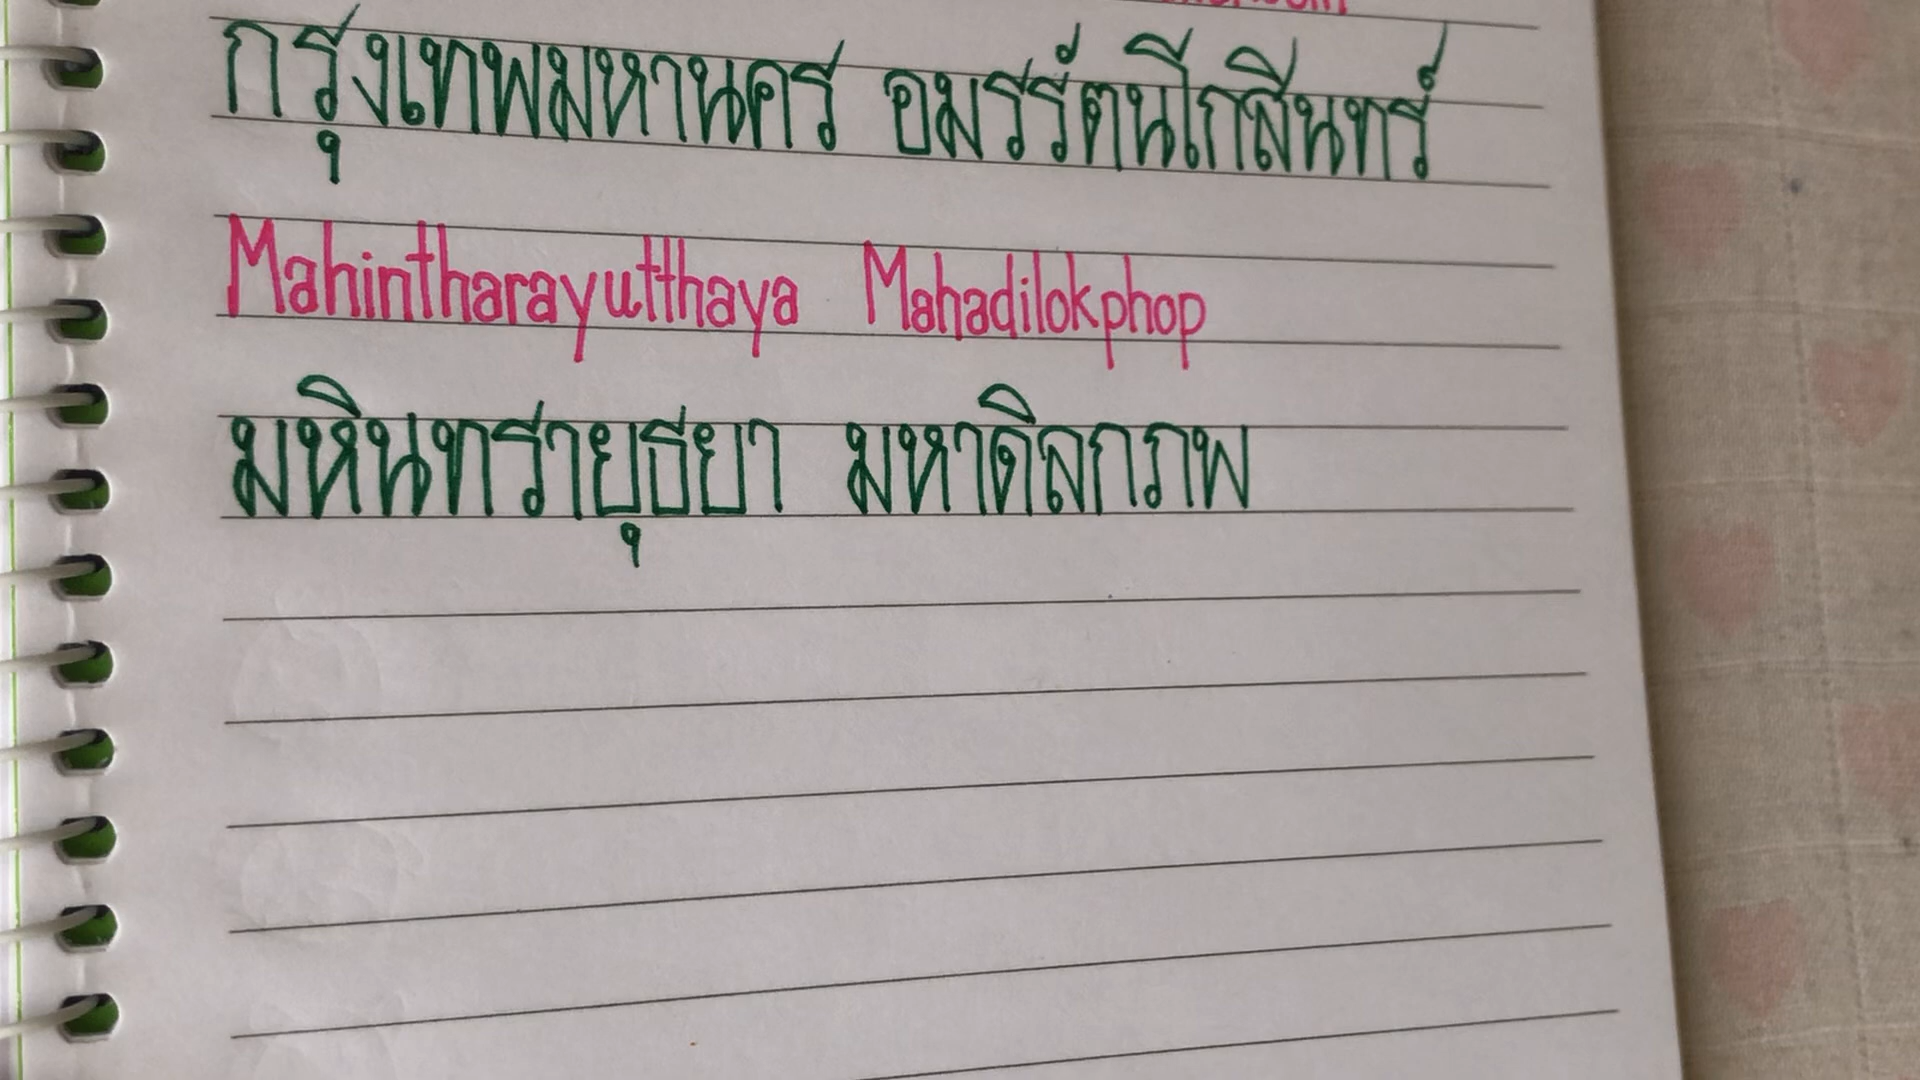 กรุงเทพมหานคร อมรรัตนโกสินทร์
Mahintharayutthaya Mahadilokphop
มหินทรายุธยา มหาดิลกภพ